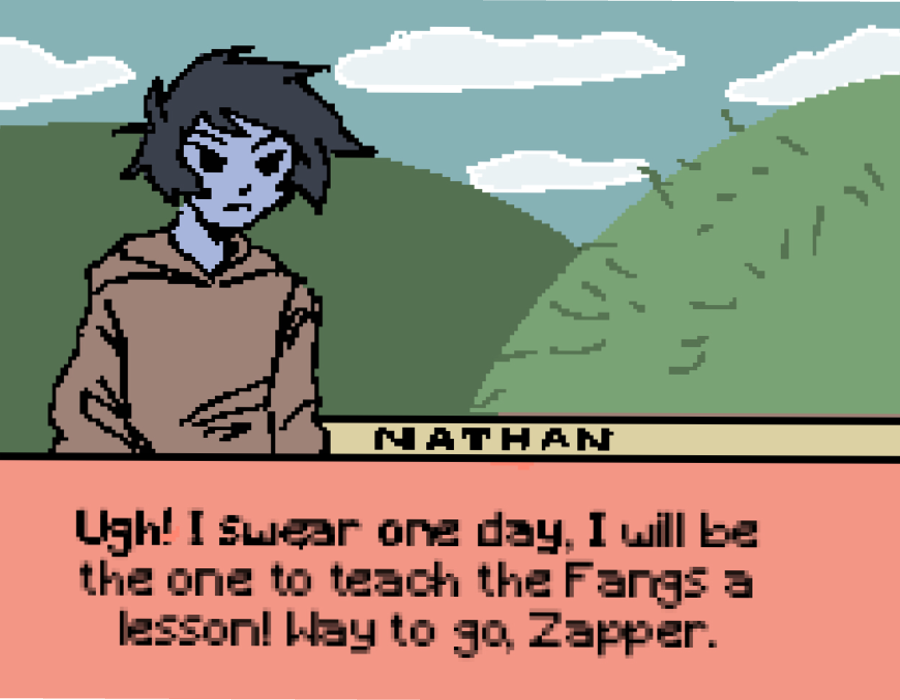 NATHAN
Ugh! I swear one day, I will be
the one to teach the Fangs a
lesson! Way to go, Zapper.